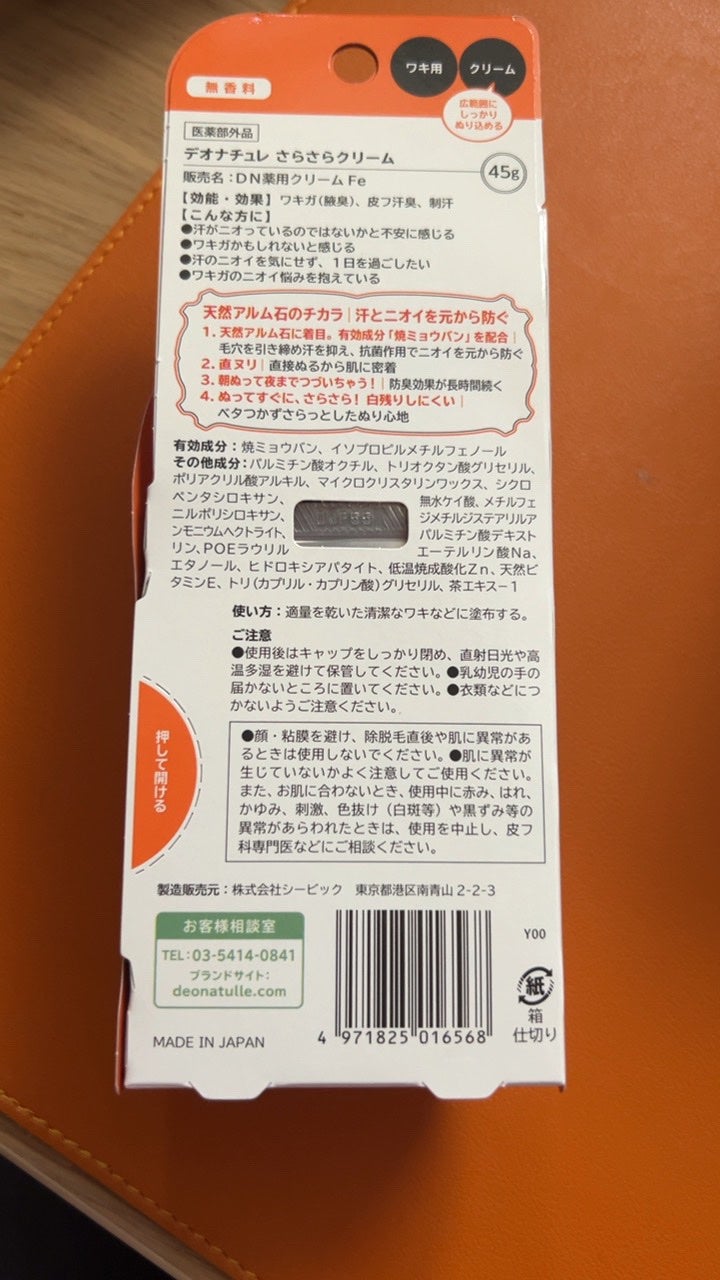 ワキ用
クリーム
無香料
広範囲に
しっかり
ぬり込める
医薬部外品
デオナチュレ さらさらクリーム
45g
販売名:DN薬用クリームFe
【効能・効果】ワキガ(腋臭)、皮フ汗臭、制汗
【こんな方に】
●汗がニオっているのではないかと不安に感じる
●ワキガかもしれないと感じる
●汗のニオイを気にせず、1日を過ごしたい
●ワキガのニオイ悩みを抱えている
天然アルム石のチカラ|汗とニオイを元から防ぐ
1. 天然アルム石に着目。有効成分「焼ミョウバン」を配合|
毛穴を引き締め汗を抑え、抗菌作用でニオイを元から防ぐ
2. 直ヌリ|直接ぬるから肌に密着
3. 朝ぬって夜までつづいちゃう!|防臭効果が長時間続く
4. ぬってすぐに、さらさら! 白残りしにくい|
ベタつかずさらっとしたぬり心地
有効成分:焼ミョウバン、イソプロピルメチルフェノール
その他成分:パルミチン酸オクチル、トリオクタン酸グリセリル、
ポリアクリル酸アルキル、マイクロクリスタリンワックス、シクロ
ペンタシロキサン、無水ケイ酸、メチルフェ
ニルポリシロキサン、ジメチルジステアリルア
ンモニウムヘクトライト、パルミチン酸デキスト
リン、POEラウリルエーテルリン酸Na、
エタノール、ヒドロキシアパタイト、低温焼成酸化Zn、天然ビ
タミンE、トリ(カプリル・カプリン酸)グリセリル、茶エキス-1
使い方:適量を乾いた清潔なワキなどに塗布する。
ご注意
●使用後はキャップをしっかり閉め、直射日光や高
温多湿を避けて保管してください。●乳幼児の手の
届かないところに置いてください。●衣類などにつ
かないようご注意ください。
●顔・粘膜を避け、除脱毛直後や肌に異常があ
るときは使用しないでください。●肌に異常が
生じていないかよく注意してご使用ください。
また、お肌に合わないとき、使用中に赤み、はれ、
かゆみ、刺激、色抜け(白斑等)や黒ずみ等の
異常があらわれたときは、使用を中止し、皮フ
科専門医などにご相談ください。
押して開ける
製造販売元:株式会社シービック 東京都港区南青山2-2-3
お客様相談室
TEL:03-5414-0841
ブランドサイト:
deonatulle.com
MADE IN JAPAN
4 971825 016568
Y00
紙
箱
仕切り